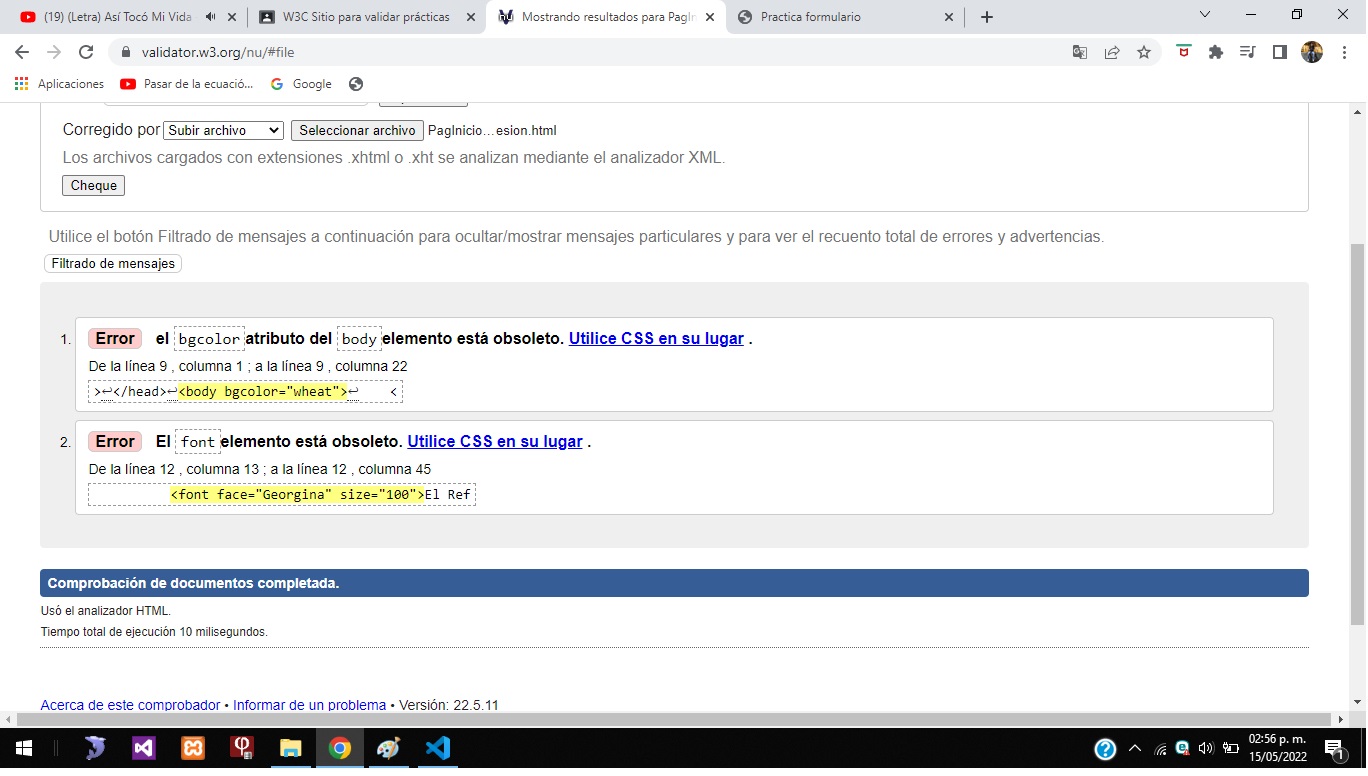 (19) (Letra) Así Tocó Mi Vida
W3C Sitio para validar prácticas
Mostrando resultados para PagIn
Practica formulario
validator.w3.org/nu/#file
Aplicaciones
Pasar de la ecuació...
Google
Corregido por Subir archivo Seleccionar archivo PagInicio...esion.html
Los archivos cargados con extensiones .xhtml o .xht se analizan mediante el analizador XML.
Cheque
Utilice el botón Filtrado de mensajes a continuación para ocultar/mostrar mensajes particulares y para ver el recuento total de errores y advertencias.
Filtrado de mensajes
1. Error el bgcolor atributo del body elemento está obsoleto. Utilice CSS en su lugar .
De la línea 9 , columna 1 ; a la línea 9 , columna 22
>↩</head>↩<body bgcolor="wheat">↩ <
2. Error El font elemento está obsoleto. Utilice CSS en su lugar .
De la línea 12 , columna 13 ; a la línea 12 , columna 45
<font face="Georgina" size="100">El Ref
Comprobación de documentos completada.
Usó el analizador HTML.
Tiempo total de ejecución 10 milisegundos.
Acerca de este comprobador • Informar de un problema • Versión: 22.5.11
02:56 p. m.
15/05/2022
1